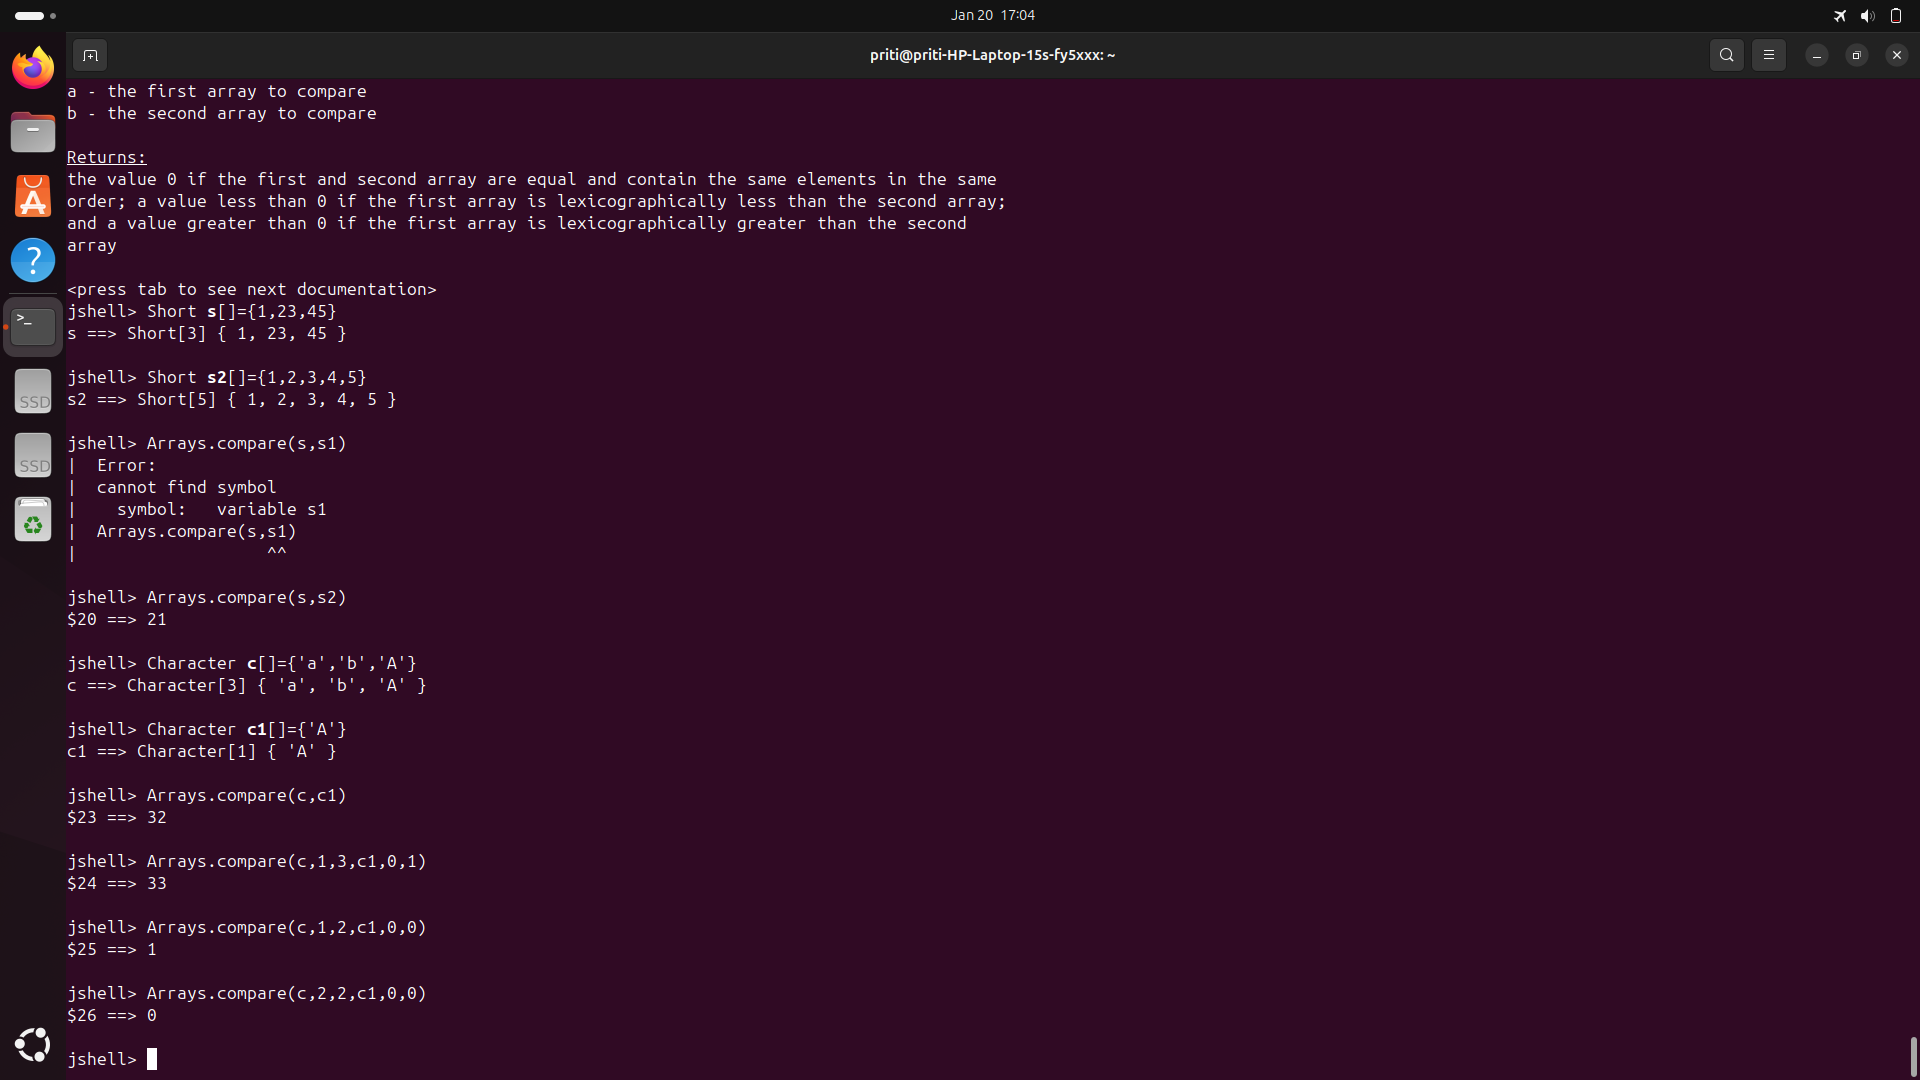 Jan 20 17:04
priti@priti-HP-Laptop-15s-fy5xxx: ~
a - the first array to compare
b - the second array to compare
Returns:
the value 0 if the first and second array are equal and contain the same elements in the same
order; a value less than 0 if the first array is lexicographically less than the second array;
and a value greater than 0 if the first array is lexicographically greater than the second
array
<press tab to see next documentation>
jshell> Short s[]={1,23,45}
s ==> Short[3] { 1, 23, 45 }
jshell> Short s2[]={1,2,3,4,5}
s2 ==> Short[5] { 1, 2, 3, 4, 5 }
jshell> Arrays.compare(s,s1)
|  Error:
|  cannot find symbol
|    symbol:   variable s1
|  Arrays.compare(s,s1)
|                   ^^
jshell> Arrays.compare(s,s2)
$20 ==> 21
jshell> Character c[]={'a','b','A'}
c ==> Character[3] { 'a', 'b', 'A' }
jshell> Character c1[]={'A'}
c1 ==> Character[1] { 'A' }
jshell> Arrays.compare(c,c1)
$23 ==> 32
jshell> Arrays.compare(c,1,3,c1,0,1)
$24 ==> 33
jshell> Arrays.compare(c,1,2,c1,0,0)
$25 ==> 1
jshell> Arrays.compare(c,2,2,c1,0,0)
$26 ==> 0
jshell>
>_
SSD
SSD